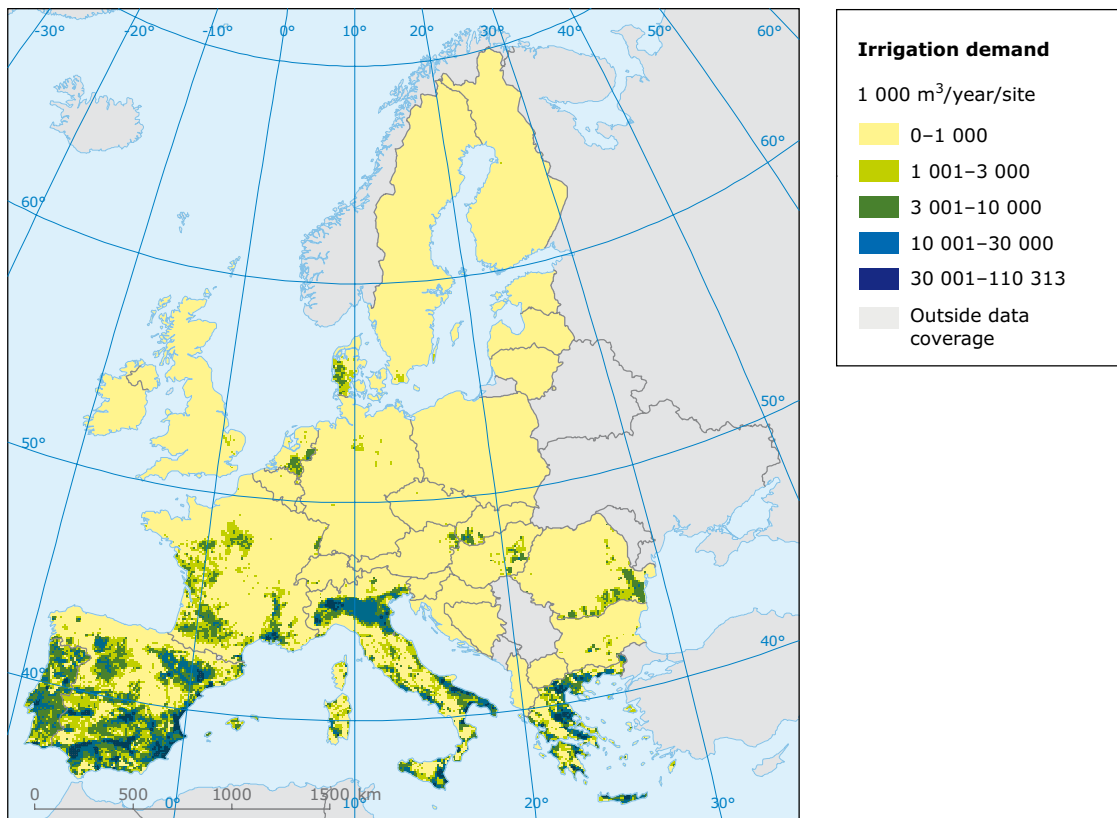 -30° -20° -10° 0° 10° 20° 30° 40° 50° 60°
60°
60°
50°
50°
40°
40°
0 500 1000 1500 km
0° 10° 20° 30°
Irrigation demand
1 000 m³/year/site
0–1 000
1 001–3 000
3 001–10 000
10 001–30 000
30 001–110 313
Outside data
coverage